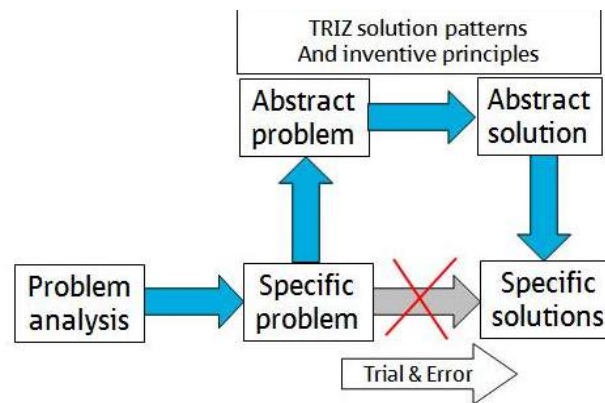 TRIZ solution patterns
And inventive principles
Abstract
problem
Abstract
solution
Problem
analysis
Specific
problem
Specific
solutions
Trial & Error